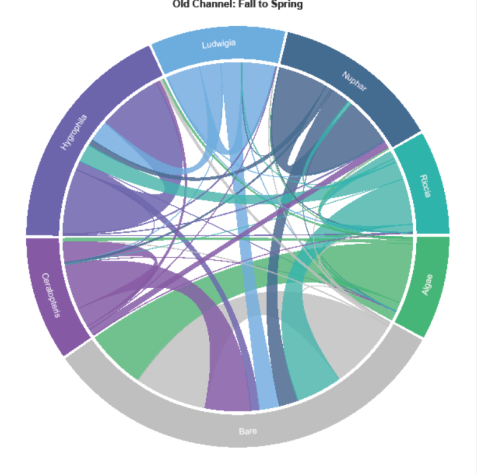 Old Channel: Fall to Spring
Ludwigia
Nuphar
Hygrophila
Riccia
Ceratopteris
Algae
Bare